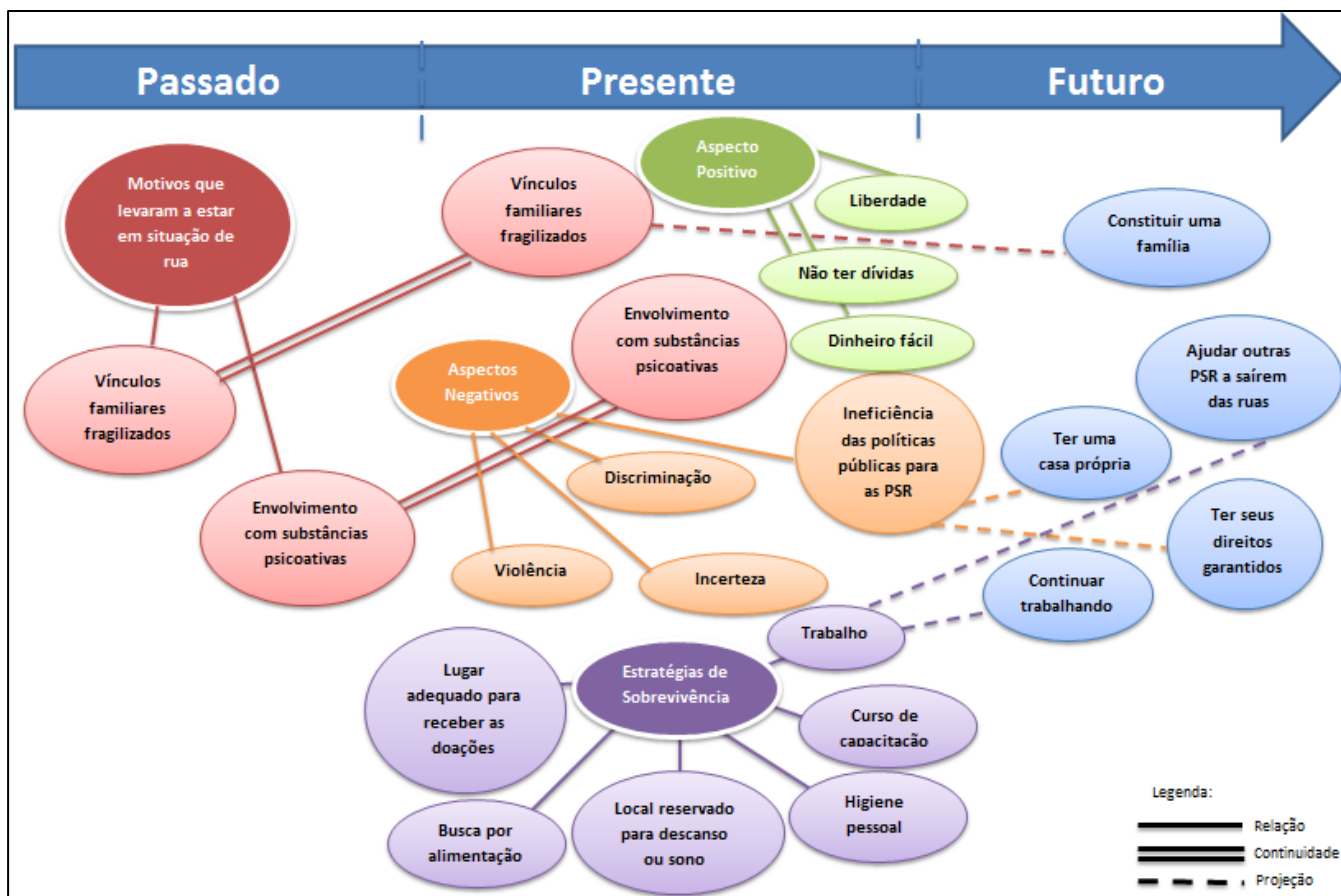 Passado
Presente
Futuro
Motivos que
levaram a estar
em situação de
rua
Vínculos
familiares
fragilizados
Envolvimento
com substâncias
psicoativas
Vínculos
familiares
fragilizados
Envolvimento
com substâncias
psicoativas
Aspecto
Positivo
Liberdade
Não ter dívidas
Dinheiro fácil
Aspectos
Negativos
Discriminação
Violência
Incerteza
Ineficiência
das políticas
públicas para
as PSR
Estratégias de
Sobrevivência
Trabalho
Lugar
adequado para
receber as
doações
Busca por
alimentação
Local reservado
para descanso
ou sono
Higiene
pessoal
Curso de
capacitação
Constituir uma
família
Ajudar outras
PSR a saírem
das ruas
Ter uma
casa própria
Ter seus
direitos
garantidos
Continuar
trabalhando
Legenda:
Relação
Continuidade
Projeção